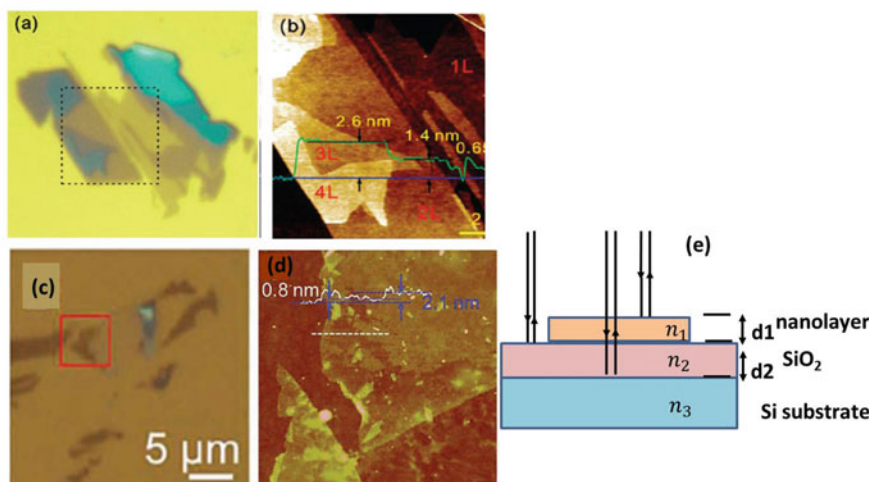 (a)
(b)
1L
2.6 nm
1.4 nm
0.65
3L
4L
2L
2
(c)
5 µm
(d)
0.8 nm
2.1 nm
(e)
n₁
d1
nanolayer
n₂
d2
SiO₂
n₃
Si substrate